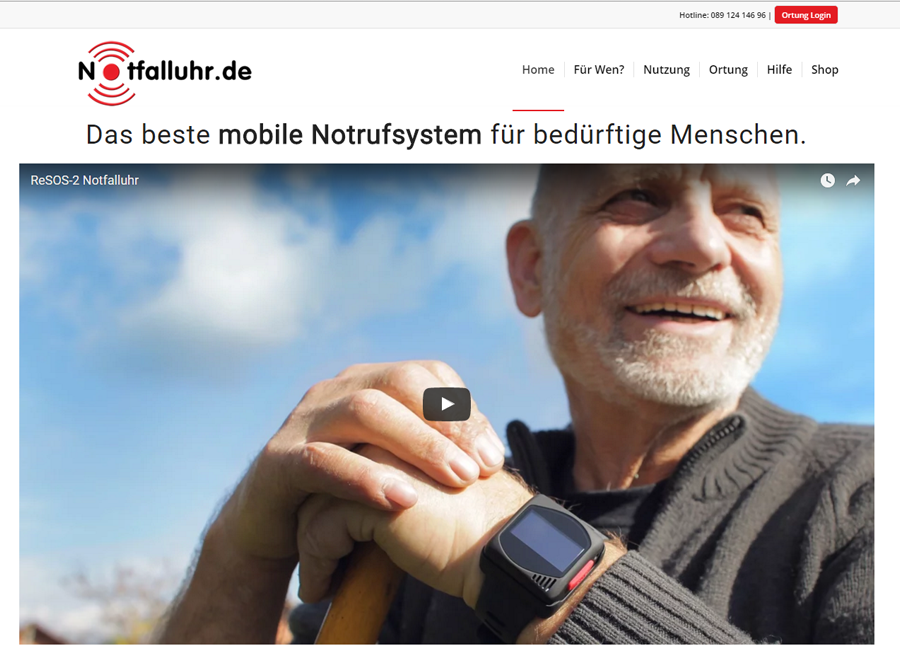 Hotline: 089 124 146 96 | Ortung Login
Notfalluhr.de
Home Für Wen? Nutzung Ortung Hilfe Shop
Das beste mobile Notrufsystem für bedürftige Menschen.
ReSOS-2 Notfalluhr